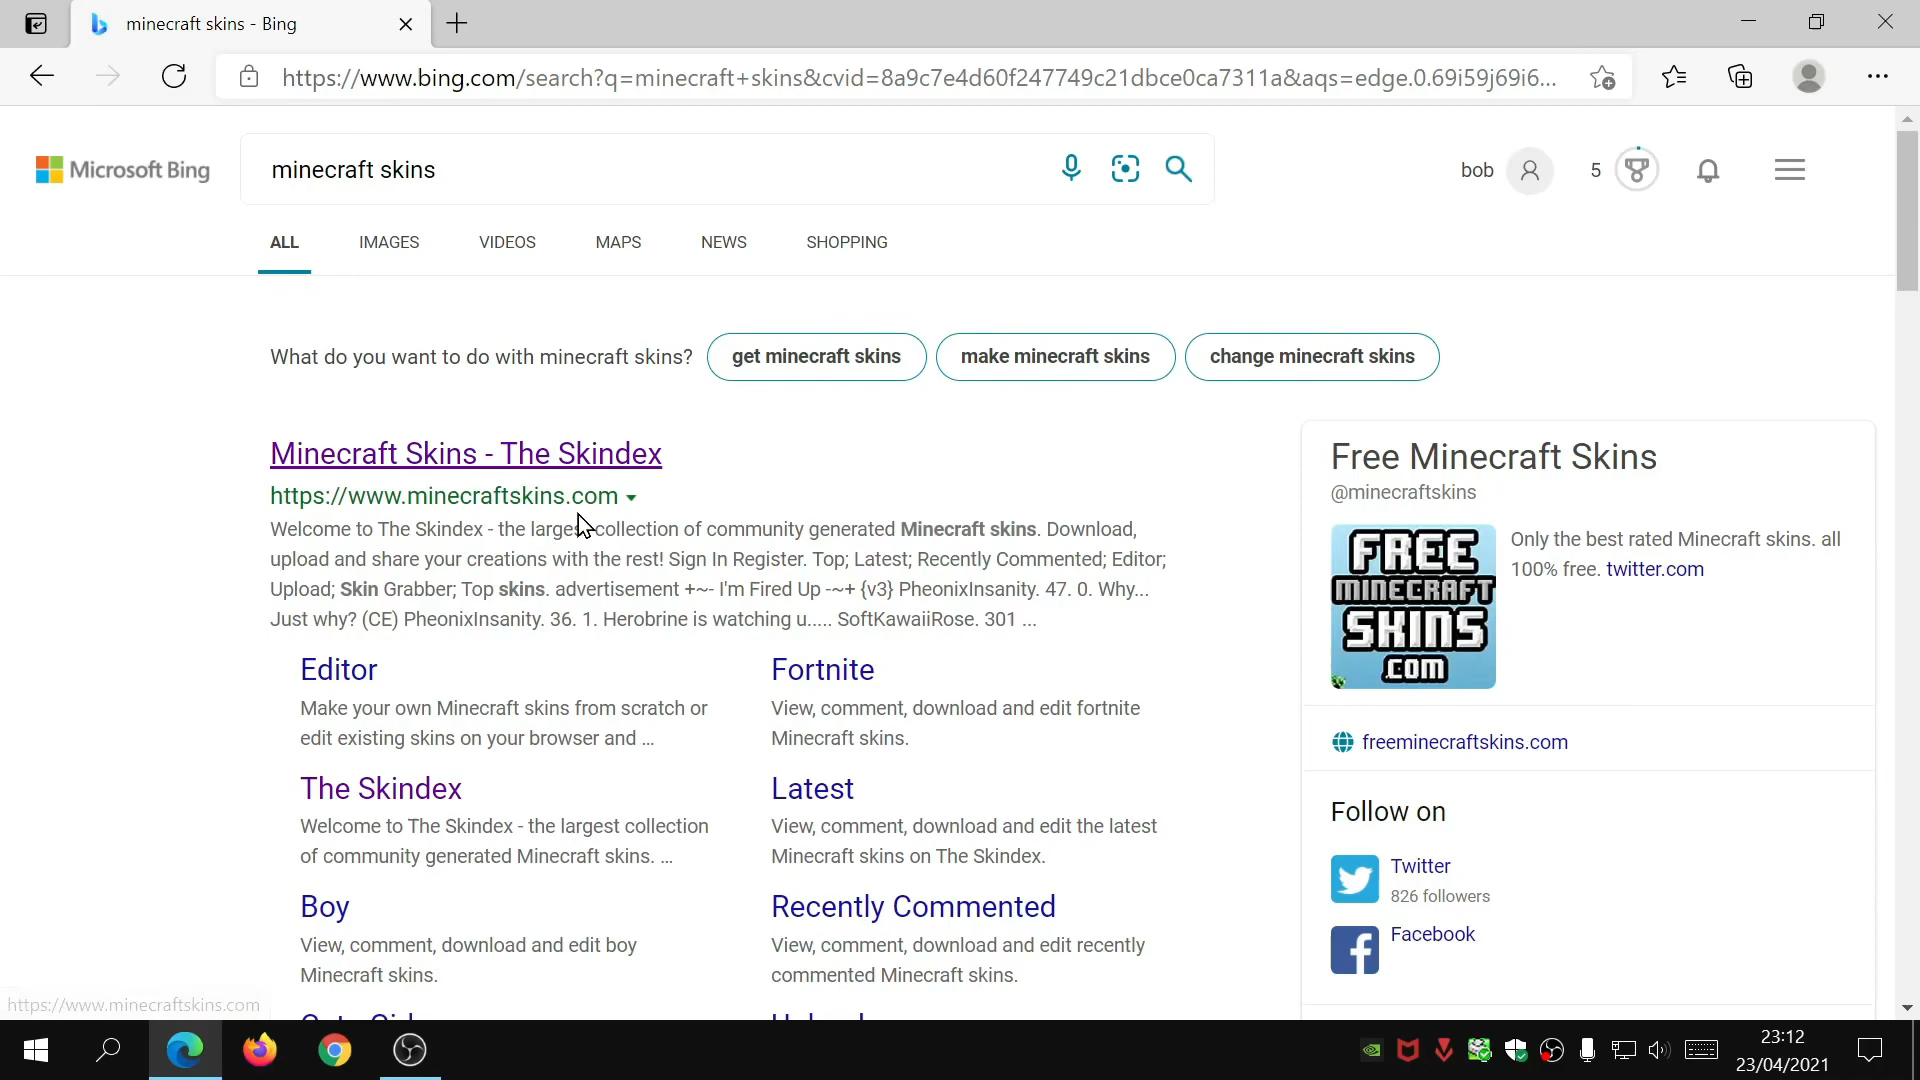 minecraft skins - Bing
https://www.bing.com/search?q=minecraft+skins&cvid=8a9c7e4d60f247749c21dbce0ca7311a&aqs=edge.0.69i59j69i6...
Microsoft Bing
minecraft skins
bob
5
ALL
IMAGES
VIDEOS
MAPS
NEWS
SHOPPING
What do you want to do with minecraft skins?
get minecraft skins
make minecraft skins
change minecraft skins
Minecraft Skins - The Skindex
https://www.minecraftskins.com
Welcome to The Skindex - the largest collection of community generated Minecraft skins. Download,
upload and share your creations with the rest! Sign In Register. Top; Latest; Recently Commented; Editor;
Upload; Skin Grabber; Top skins. advertisement +~- I'm Fired Up -~+ {v3} PheonixInsanity. 47. 0. Why...
Just why? (CE) PheonixInsanity. 36. 1. Herobrine is watching u..... SoftKawaiiRose. 301 ...
Editor
Make your own Minecraft skins from scratch or
edit existing skins on your browser and ...
Fortnite
View, comment, download and edit fortnite
Minecraft skins.
The Skindex
Welcome to The Skindex - the largest collection
of community generated Minecraft skins. ...
Latest
View, comment, download and edit the latest
Minecraft skins on The Skindex.
Boy
View, comment, download and edit boy
Minecraft skins.
Recently Commented
View, comment, download and edit recently
commented Minecraft skins.
Free Minecraft Skins
@minecraftskins
FREE
MINECRAFT
SKINS
.COM
Only the best rated Minecraft skins. all
100% free. twitter.com
freeminecraftskins.com
Follow on
Twitter
826 followers
Facebook
https://www.minecraftskins.com
23:12
23/04/2021